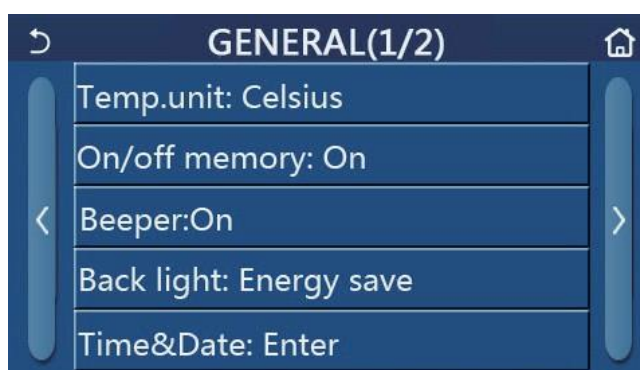 GENERAL(1/2)
Temp.unit: Celsius
On/off memory: On
Beeper:On
Back light: Energy save
Time&Date: Enter